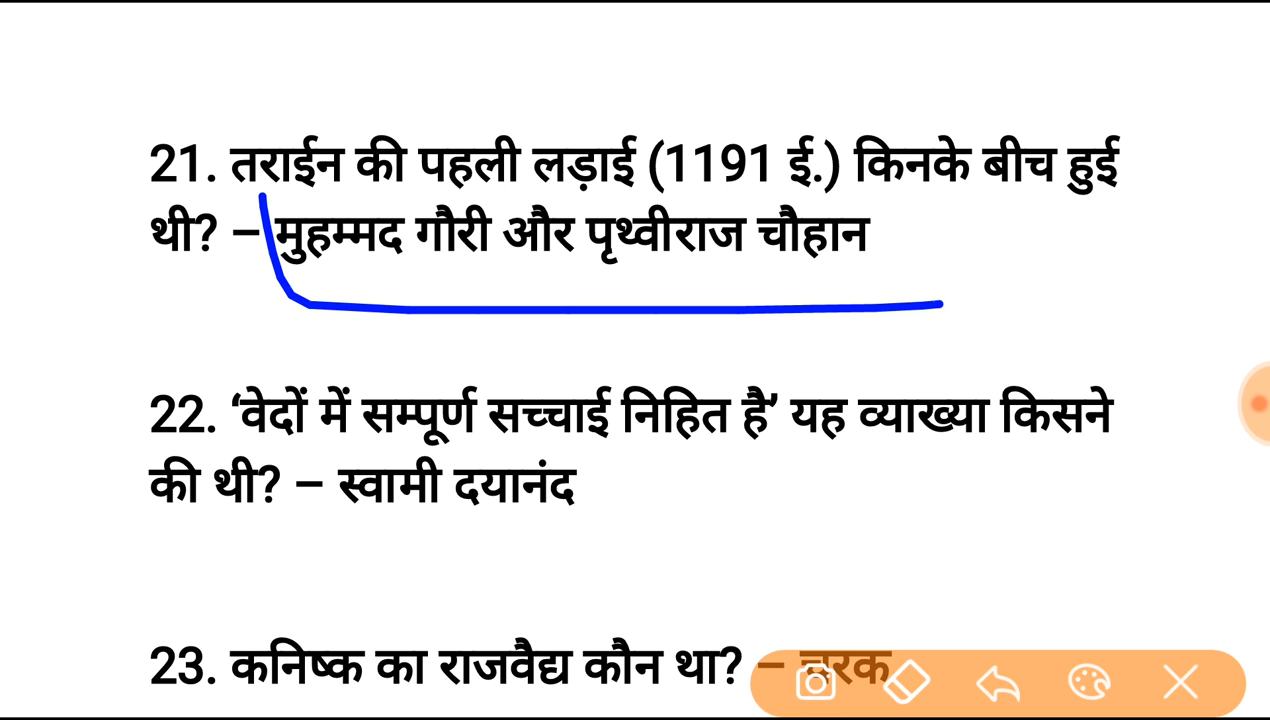 21. तराईन की पहली लड़ाई (1191 ई.) किनके बीच हुई
थी? – मुहम्मद गौरी और पृथ्वीराज चौहान
22. ‘वेदों में सम्पूर्ण सच्चाई निहित है’ यह व्याख्या किसने
की थी? – स्वामी दयानंद
23. कनिष्क का राजवैद्य कौन था? – चरक